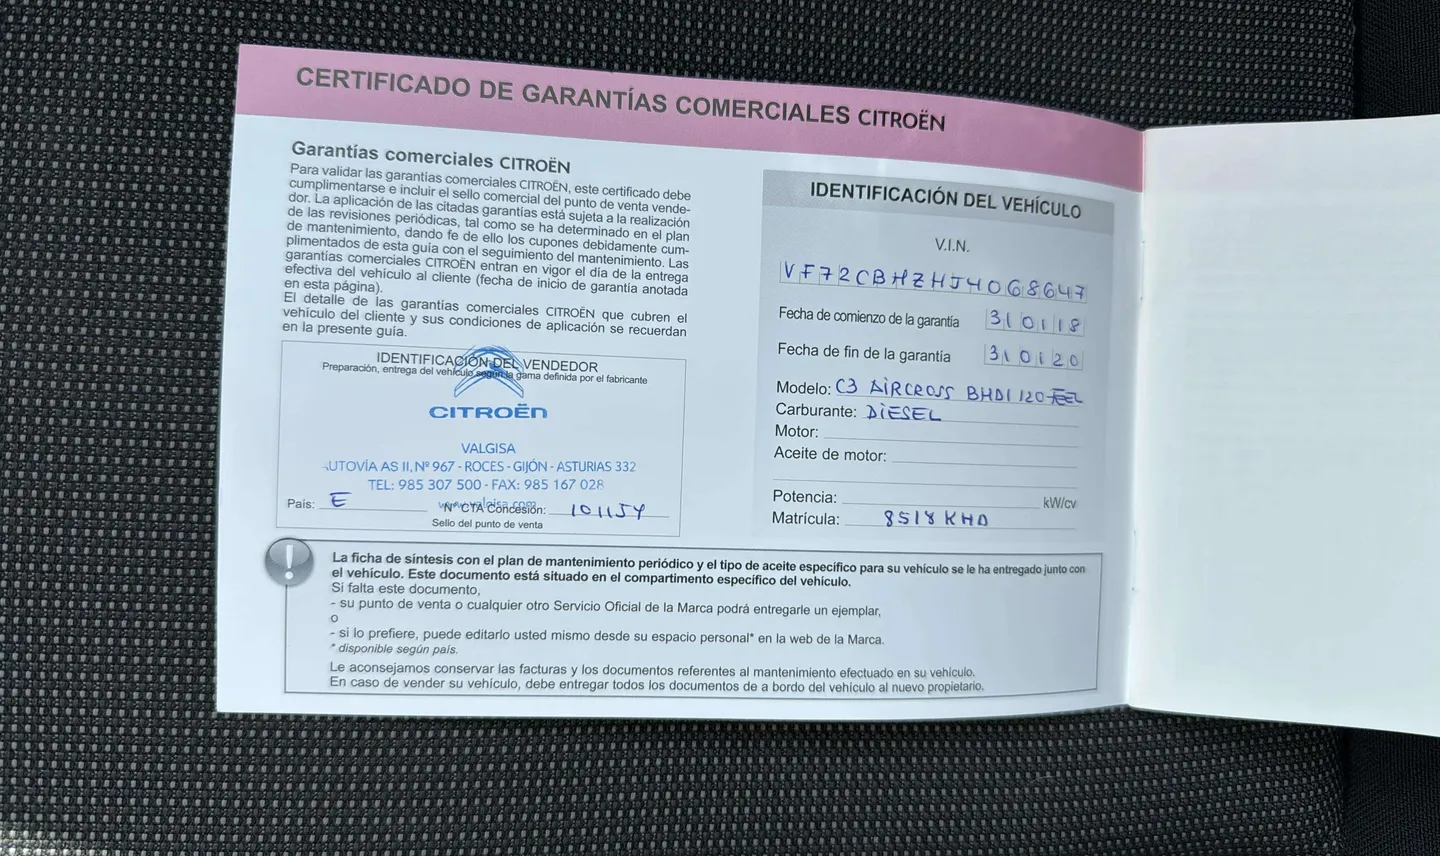 CERTIFICADO DE GARANTÍAS COMERCIALES CITROËN
Garantías comerciales CITROËN
Para validar las garantías comerciales CITROËN, este certificado debe
cumplimentarse e incluir el sello comercial del punto de venta vende-
dor. La aplicación de las citadas garantías está sujeta a la realización
de las revisiones periódicas, tal como se ha determinado en el plan
de mantenimiento, dando fe de ello los cupones debidamente cum-
plimentados de esta guía con el seguimiento del mantenimiento. Las
garantías comerciales CITROËN entran en vigor el día de la entrega
efectiva del vehículo al cliente (fecha de inicio de garantía anotada
en esta página).
El detalle de las garantías comerciales CITROËN que cubren el
vehículo del cliente y sus condiciones de aplicación se recuerdan
en la presente guía.
IDENTIFICACIÓN DEL VENDEDOR
Preparación, entrega del vehículo según la gama definida por el fabricante
CITROËN
VALGISA
AUTOVÍA AS II, Nº 967 - ROCES - GIJÓN - ASTURIAS 332
TEL: 985 307 500 - FAX: 985 167 028
www.valgisa.com
País: E Nº CTA Concesión: 101154
Sello del punto de venta
IDENTIFICACIÓN DEL VEHÍCULO
V.I.N.
VF72CBHZHJ4068647
Fecha de comienzo de la garantía 310118
Fecha de fin de la garantía 310120
Modelo: C3 AIRCROSS BHDI 120 FEEL
Carburante: DIESEL
Motor:
Aceite de motor:
Potencia: kW/cv
Matrícula: 8518 KHD
La ficha de síntesis con el plan de mantenimiento periódico y el tipo de aceite específico para su vehículo se le ha entregado junto con
el vehículo. Este documento está situado en el compartimento específico del vehículo.
Si falta este documento,
- su punto de venta o cualquier otro Servicio Oficial de la Marca podrá entregarle un ejemplar,
o
- si lo prefiere, puede editarlo usted mismo desde su espacio personal* en la web de la Marca.
* disponible según país.
Le aconsejamos conservar las facturas y los documentos referentes al mantenimiento efectuado en su vehículo.
En caso de vender su vehículo, debe entregar todos los documentos de a bordo del vehículo al nuevo propietario.